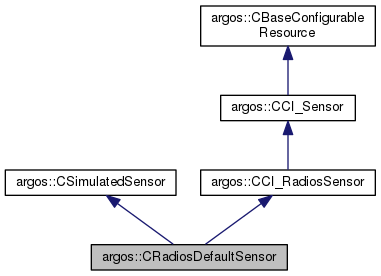 argos::CBaseConfigurable
Resource
argos::CCI_Sensor
argos::CSimulatedSensor
argos::CCI_RadiosSensor
argos::CRadiosDefaultSensor